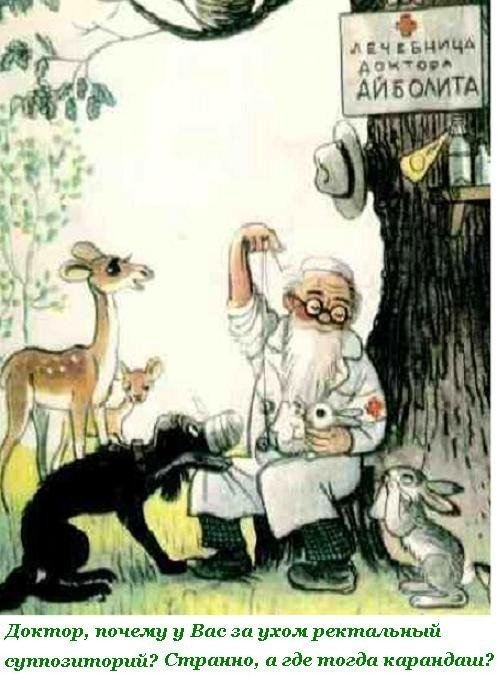 ЛЕЧЕБНИЦА
ДОКТОРА
АЙБОЛИТА
Доктор, почему у Вас за ухом ректальный
суппозиторий? Странно, а где тогда карандаш?